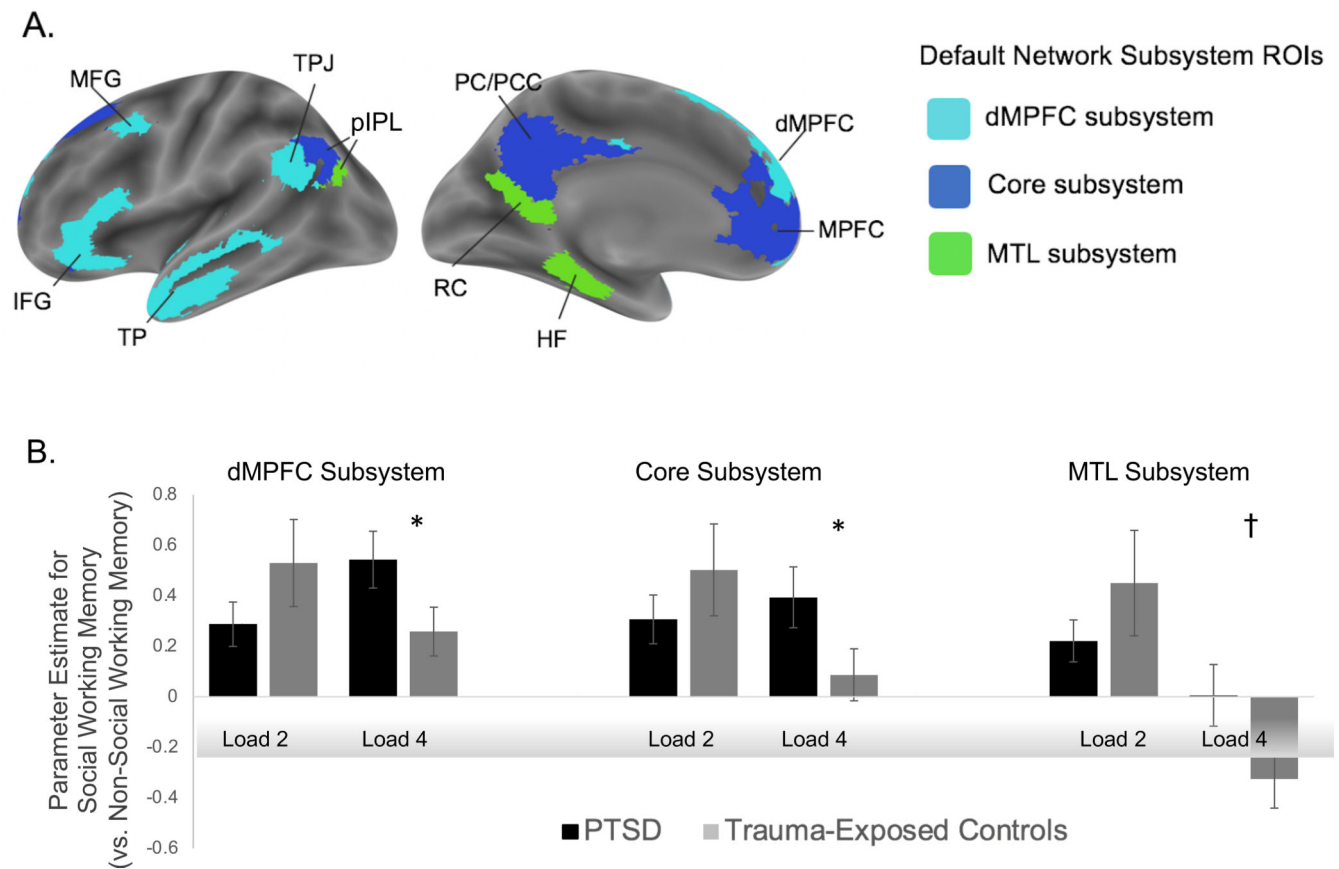 A.
MFG
TPJ
pIPL
IFG
TP
PC/PCC
dMPFC
MPFC
RC
HF
Default Network Subsystem ROIs
dMPFC subsystem
Core subsystem
MTL subsystem
B.
dMPFC Subsystem
Core Subsystem
MTL Subsystem
Parameter Estimate for
Social Working Memory
(vs. Non-Social Working Memory)
0.8
0.6
0.4
0.2
0
-0.2
-0.4
-0.6
*
*
†
Load 2
Load 4
Load 2
Load 4
Load 2
Load 4
PTSD
Trauma-Exposed Controls